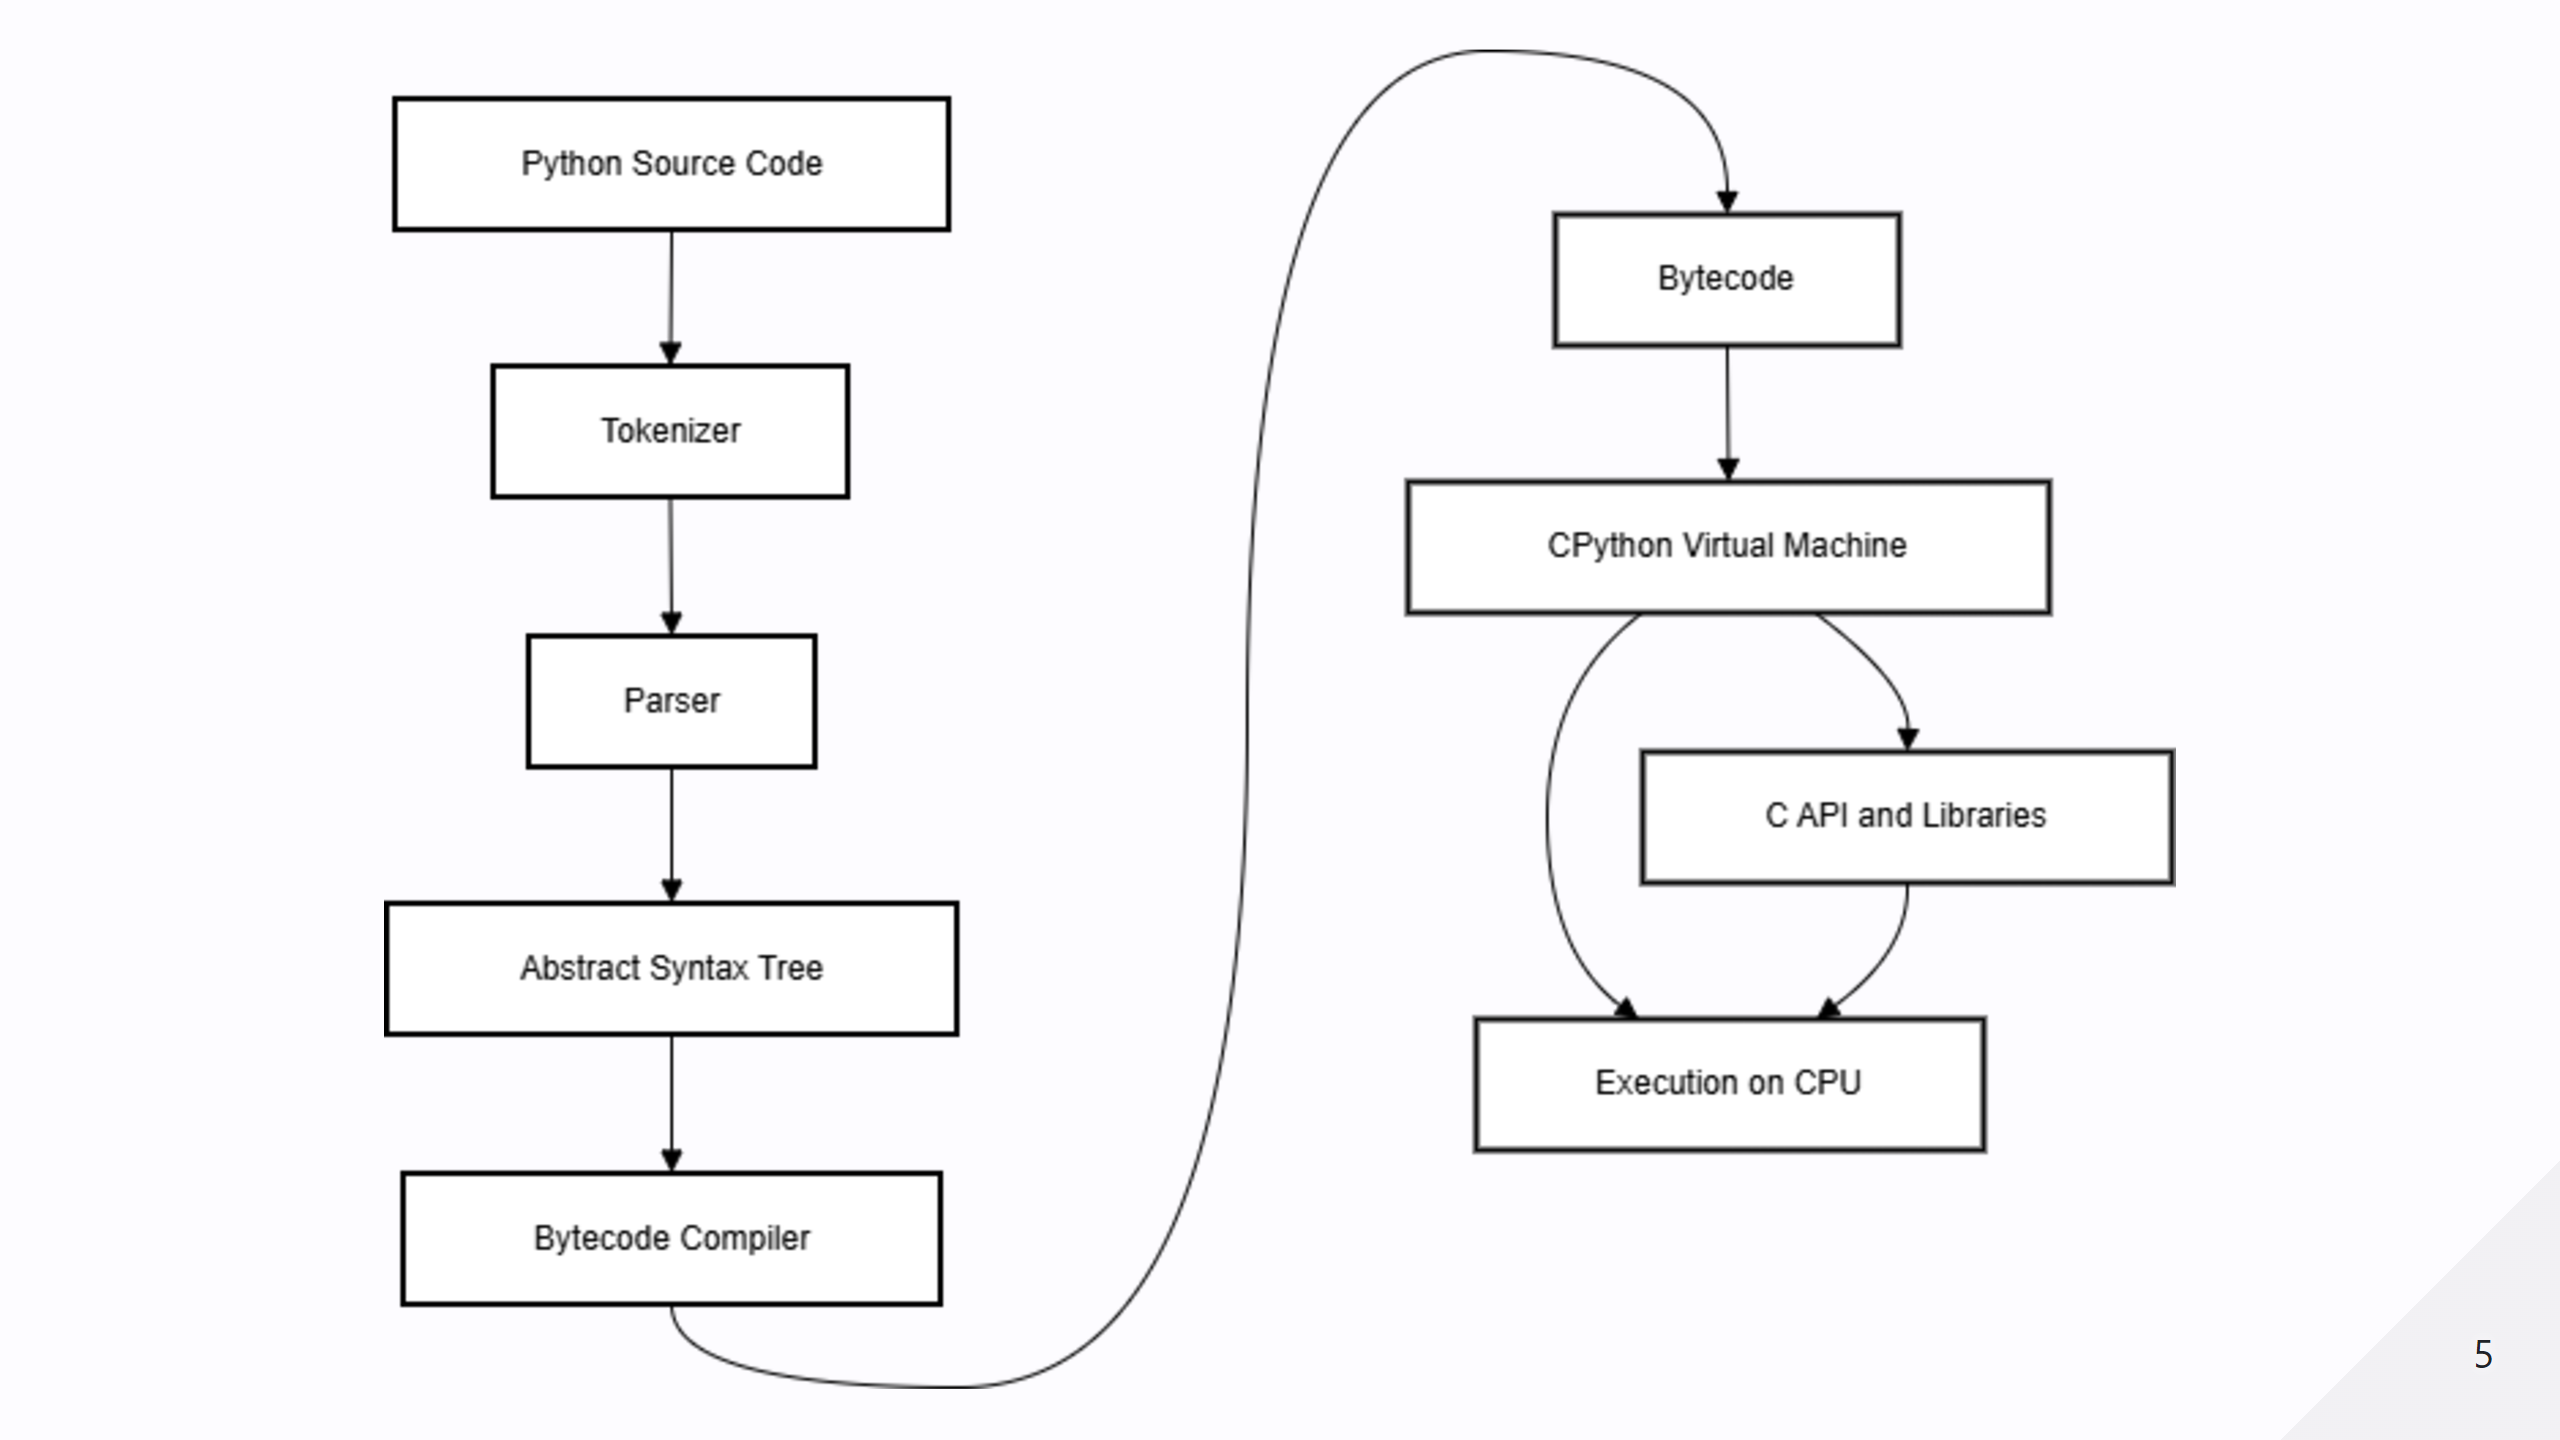 Python Source Code
Tokenizer
Parser
Abstract Syntax Tree
Bytecode Compiler
Bytecode
CPython Virtual Machine
C API and Libraries
Execution on CPU
5